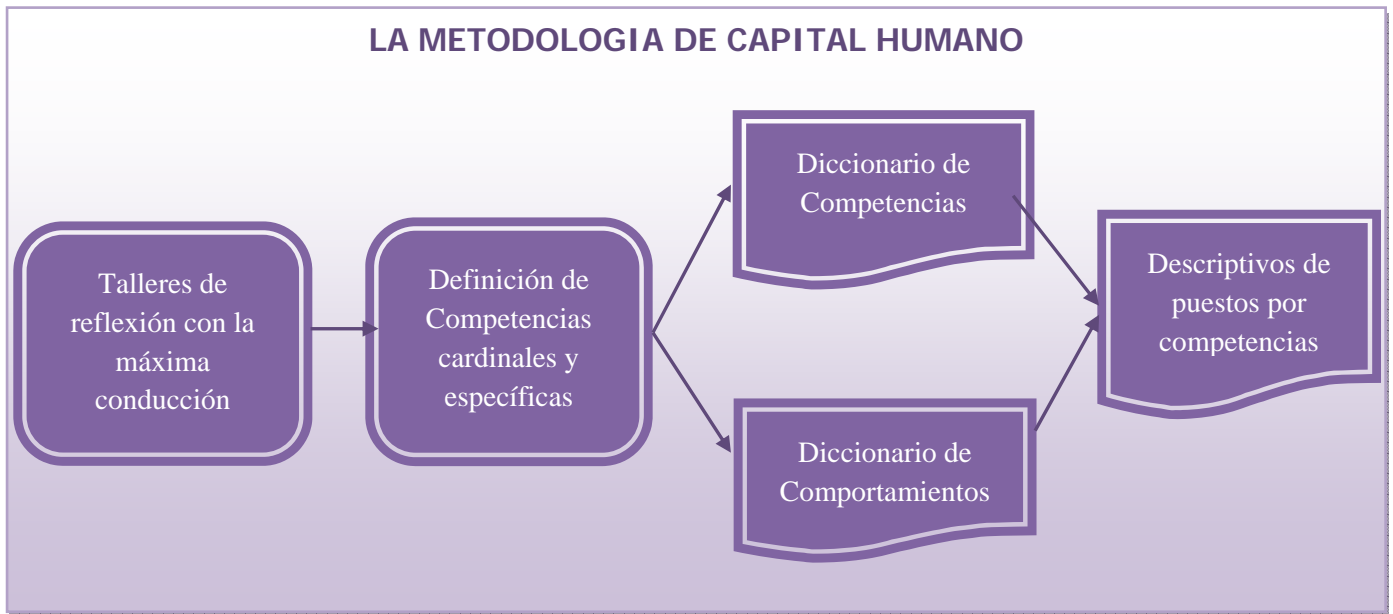 LA METODOLOGIA DE CAPITAL HUMANO
Talleres de
reflexión con la
máxima
conducción
Definición de
Competencias
cardinales y
específicas
Diccionario de
Competencias
Diccionario de
Comportamientos
Descriptivos de
puestos por
competencias